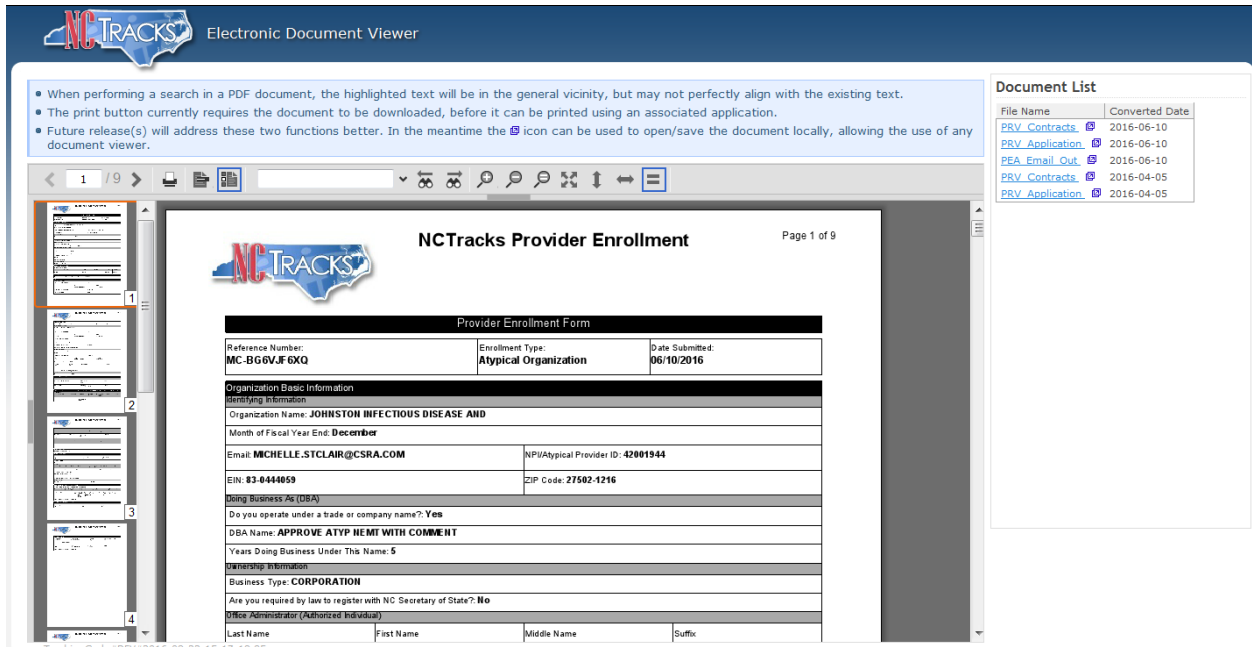 NCTRACKS Electronic Document Viewer
When performing a search in a PDF document, the highlighted text will be in the general vicinity, but may not perfectly align with the existing text.
The print button currently requires the document to be downloaded, before it can be printed using an associated application.
Future release(s) will address these two functions better. In the meantime the icon can be used to open/save the document locally, allowing the use of any
document viewer.
Document List
File Name Converted Date
PRV_Contracts 2016-06-10
PRV_Application 2016-06-10
PEA_Email_Out 2016-06-10
PRV_Contracts 2016-04-05
PRV_Application 2016-04-05
1 / 9
1
2
3
4
NCTRACKS
NCTracks Provider Enrollment
Page 1 of 9
Provider Enrollment Form
Reference Number: Enrollment Type: Date Submitted:
MC-BG6VJF6XQ Atypical Organization 06/10/2016
Organization Basic Information
Identifying Information
Organization Name: JOHNSTON INFECTIOUS DISEASE AND
Month of Fiscal Year End: December
Email: MICHELLE.STCLAIR@CSRA.COM NPI/Atypical Provider ID: 42001944
EIN: 83-0444059 ZIP Code: 27502-1216
Doing Business As (DBA)
Do you operate under a trade or company name?: Yes
DBA Name: APPROVE ATYP NEMT WITH COMMENT
Years Doing Business Under This Name: 5
Ownership Information
Business Type: CORPORATION
Are you required by law to register with NC Secretary of State?: No
Office Administrator (Authorized Individual)
Last Name First Name Middle Name Suffix